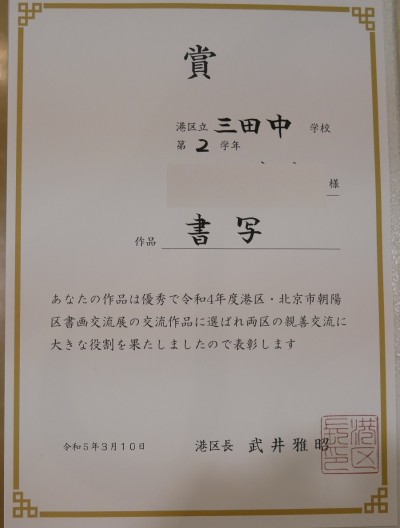 賞
港区立 三田中 学校
第 2 学年
様
作品 書写
あなたの作品は優秀で令和4年度港区・北京市朝陽
区書画交流展の交流作品に選ばれ両区の親善交流に
大きな役割を果たしましたので表彰します
令和5年3月10日 港区長 武井雅昭